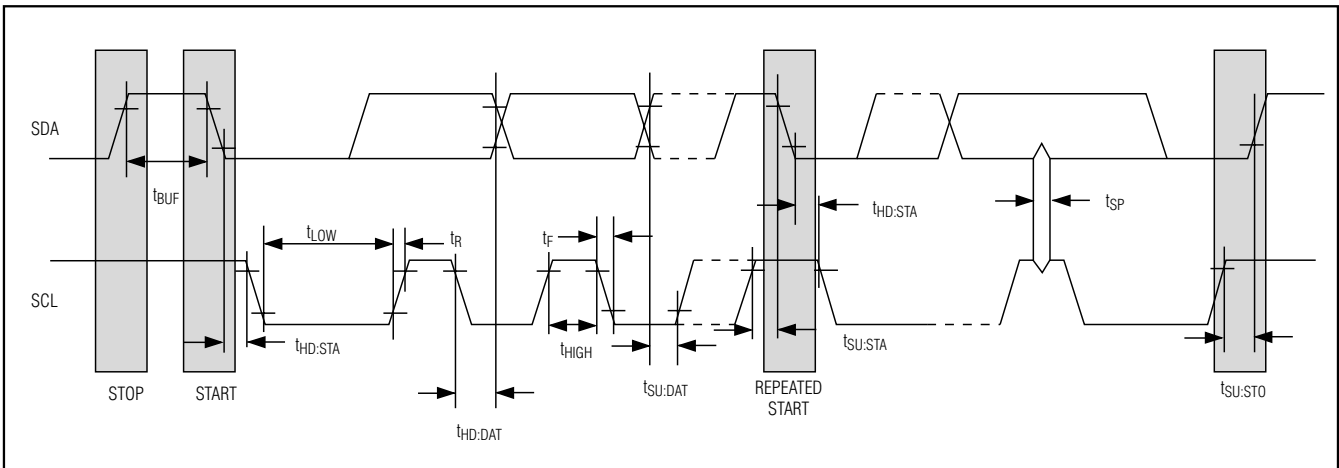 SDA
tBUF
tHD:STA
tSP
tLOW
tR
tF
SCL
tHD:STA
tHIGH
tSU:STA
tSU:DAT
tSU:STO
STOP
START
REPEATED
START
tHD:DAT